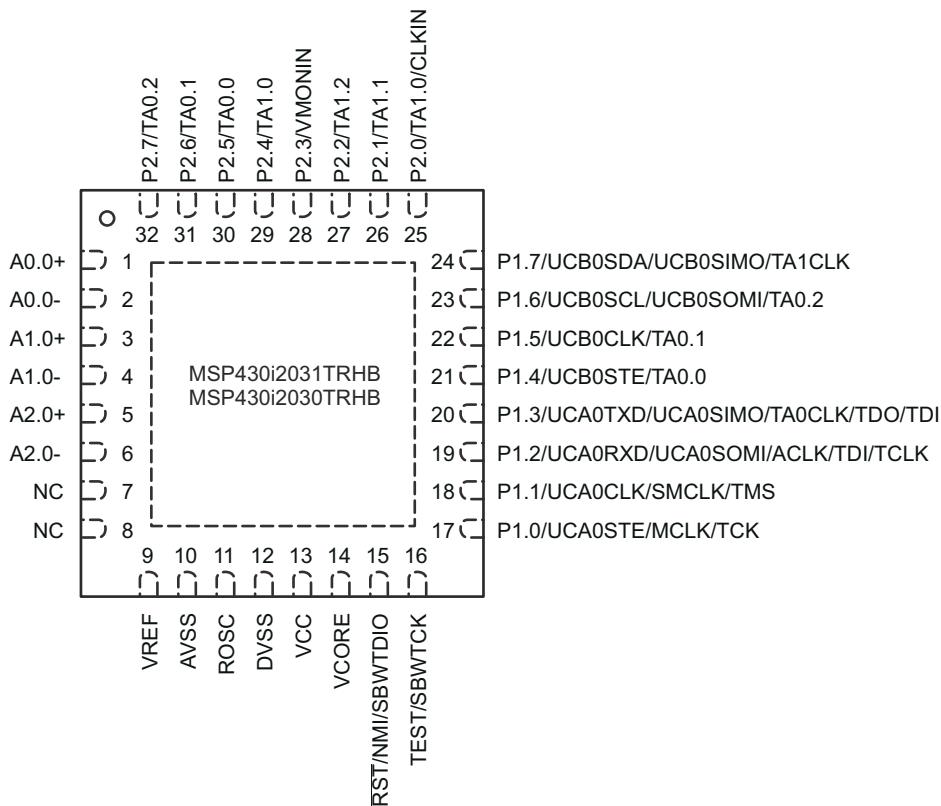 P2.7/TA0.2
P2.6/TA0.1
P2.5/TA0.0
P2.4/TA1.0
P2.3/VMONIN
P2.2/TA1.2
P2.1/TA1.1
P2.0/TA1.0/CLKIN
32 31 30 29 28 27 26 25
A0.0+ 1
A0.0- 2
A1.0+ 3
A1.0- 4
A2.0+ 5
A2.0- 6
NC 7
NC 8
MSP430i2031TRHB
MSP430i2030TRHB
24 P1.7/UCB0SDA/UCB0SIMO/TA1CLK
23 P1.6/UCB0SCL/UCB0SOMI/TA0.2
22 P1.5/UCB0CLK/TA0.1
21 P1.4/UCB0STE/TA0.0
20 P1.3/UCA0TXD/UCA0SIMO/TA0CLK/TDO/TDI
19 P1.2/UCA0RXD/UCA0SOMI/ACLK/TDI/TCLK
18 P1.1/UCA0CLK/SMCLK/TMS
17 P1.0/UCA0STE/MCLK/TCK
9 10 11 12 13 14 15 16
VREF
AVSS
ROSC
DVSS
VCC
VCORE
RST/NMI/SBWTDIO
TEST/SBWTCK